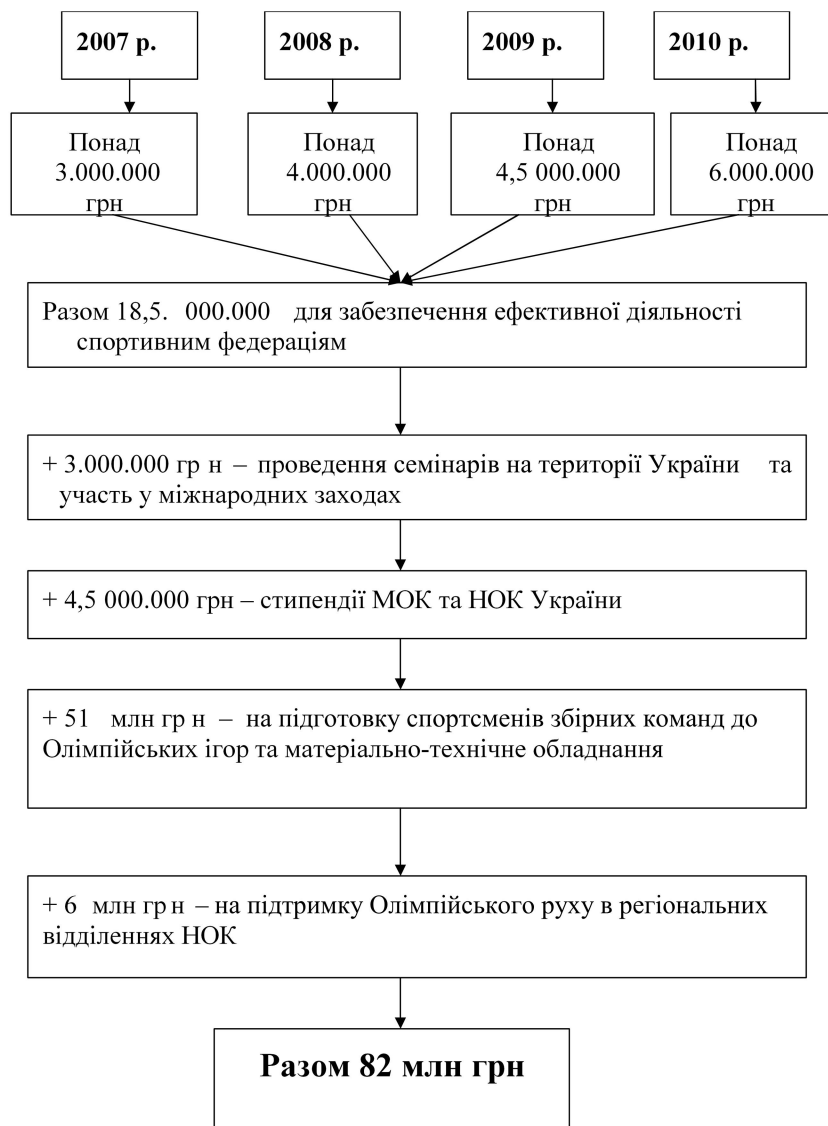 2007 р.
2008 р.
2009 р.
2010 р.
Понад
3.000.000
грн
Понад
4.000.000
грн
Понад
4,5 000.000
грн
Понад
6.000.000
грн
Разом 18,5. 000.000 для забезпечення ефективної діяльності
спортивним федераціям
+ 3.000.000 гр н – проведення семінарів на території України та
участь у міжнародних заходах
+ 4,5 000.000 грн – стипендії МОК та НОК України
+ 51 млн гр н – на підготовку спортсменів збірних команд до
Олімпійських ігор та матеріально-технічне обладнання
+ 6 млн гр н – на підтримку Олімпійського руху в регіональних
відділеннях НОК
Разом 82 млн грн